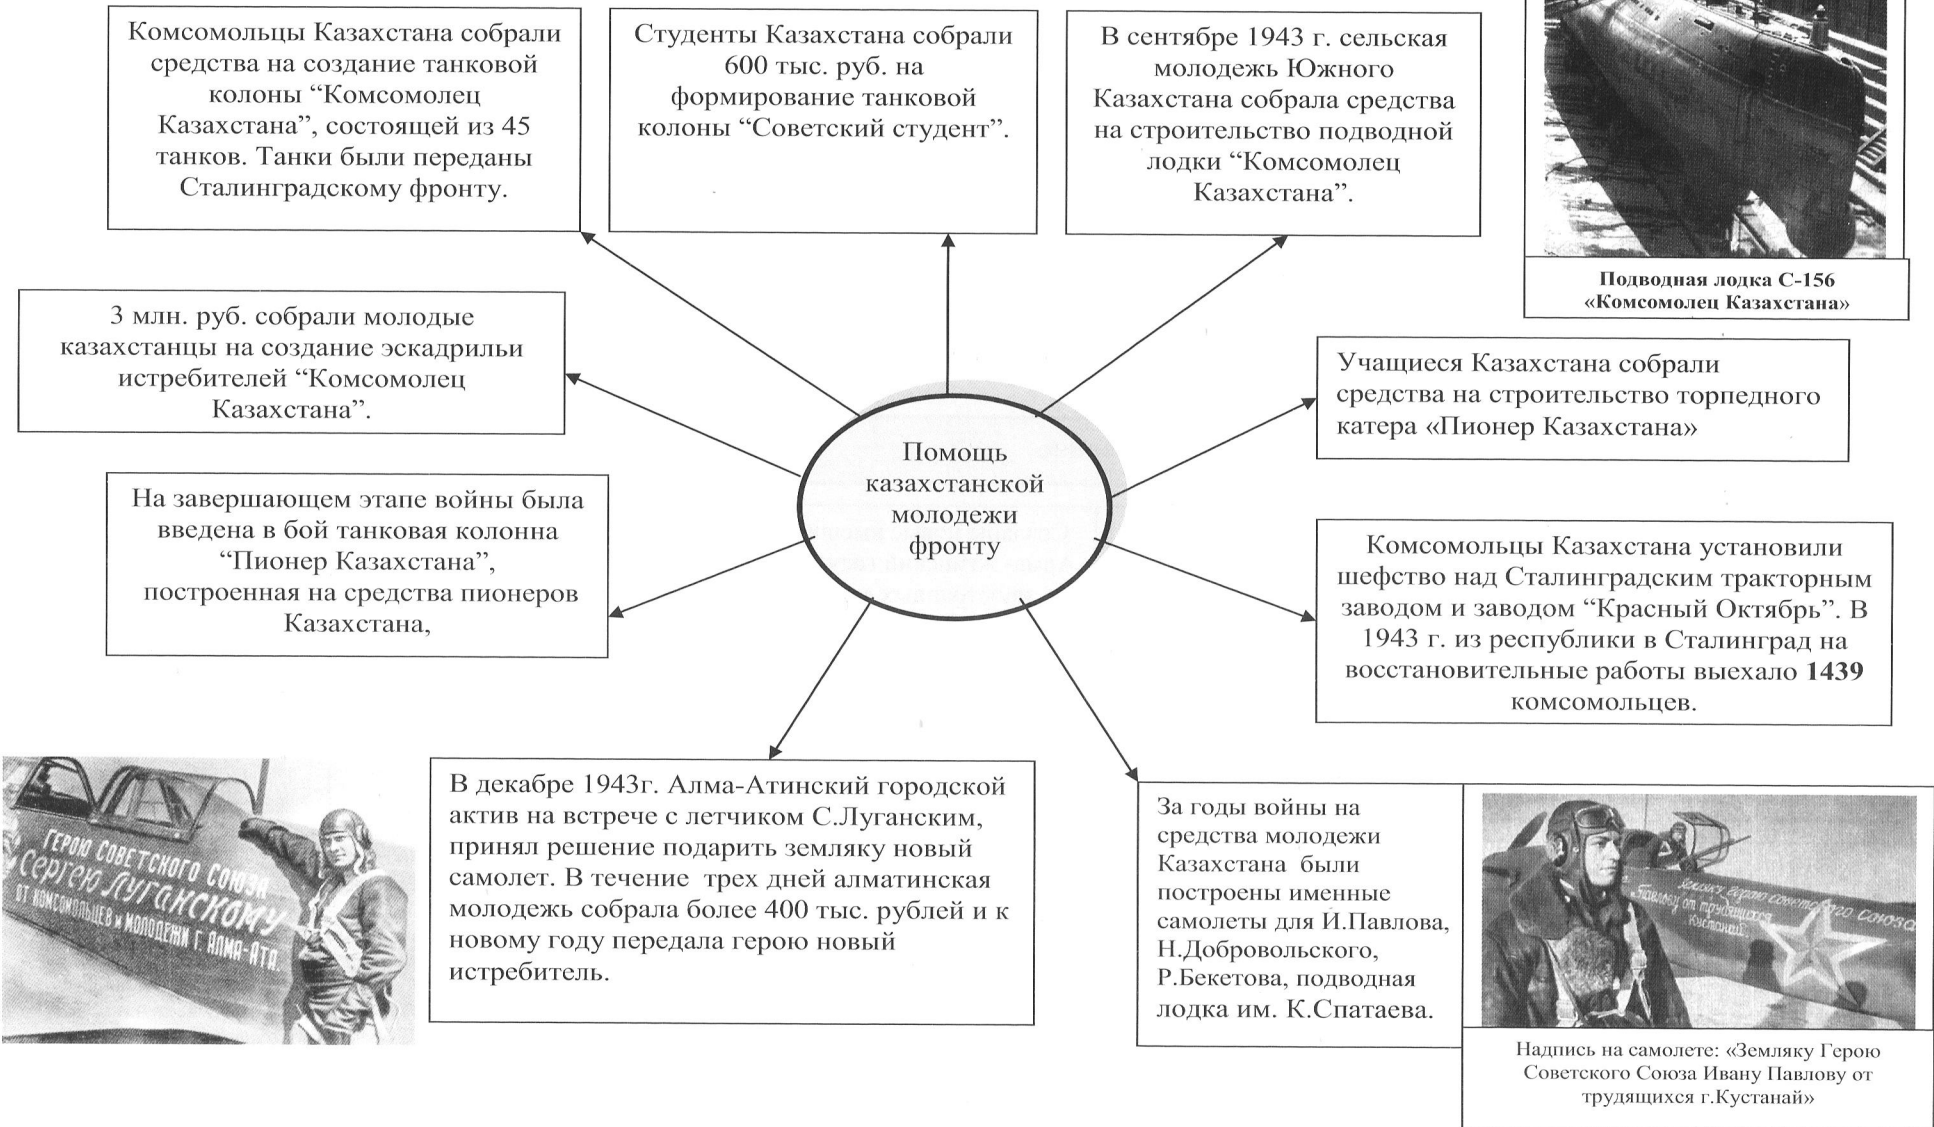 Комсомольцы Казахстана собрали
средства на создание танковой
колоны “Комсомолец
Казахстана”, состоящей из 45
танков. Танки были переданы
Сталинградскому фронту.
Студенты Казахстана собрали
600 тыс. руб. на
формирование танковой
колоны “Советский студент”.
В сентябре 1943 г. сельская
молодежь Южного
Казахстана собрала средства
на строительство подводной
лодки “Комсомолец
Казахстана”.
Подводная лодка С-156
«Комсомолец Казахстана»
3 млн. руб. собрали молодые
казахстанцы на создание эскадрильи
истребителей “Комсомолец
Казахстана”.
Учащиеся Казахстана собрали
средства на строительство торпедного
катера «Пионер Казахстана»
Помощь
казахстанской
молодежи
фронту
На завершающем этапе войны была
введена в бой танковая колонна
“Пионер Казахстана”,
построенная на средства пионеров
Казахстана,
Комсомольцы Казахстана установили
шефство над Сталинградским тракторным
заводом и заводом “Красный Октябрь”. В
1943 г. из республики в Сталинград на
восстановительные работы выехало 1439
комсомольцев.
ГЕРОЮ СОВЕТСКОГО СОЮЗА
Сергею Луганскому
ОТ КОМСОМОЛЬЦЕВ и МОЛОДЕЖИ Г. АЛМА-АТА.
В декабре 1943г. Алма-Атинский городской
актив на встрече с летчиком С.Луганским,
принял решение подарить земляку новый
самолет. В течение  трех дней алматинская
молодежь собрала более 400 тыс. рублей и к
новому году передала герою новый
истребитель.
За годы войны на
средства молодежи
Казахстана  были
построены именные
самолеты для И.Павлова,
Н.Добровольского,
Р.Бекетова, подводная
лодка им. К.Спатаева.
Земляку Герою Советского Союза
Павлову от трудящихся
Кустаная
Надпись на самолете: «Земляку Герою
Советского Союза Ивану Павлову от
трудящихся г.Кустанай»